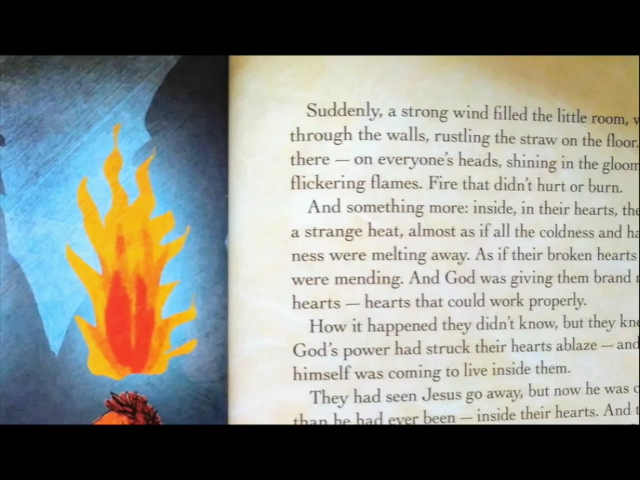 Suddenly, a strong wind filled the little room,
through the walls, rustling the straw on the floor.
there — on everyone's heads, shining in the gloom
flickering flames. Fire that didn't hurt or burn.
And something more: inside, in their hearts,
a strange heat, almost as if all the coldness and
ness were melting away. As if their broken hearts
were mending. And God was giving them brand
hearts — hearts that could work properly.
How it happened they didn't know, but they
God's power had struck their hearts ablaze — and
himself was coming to live inside them.
They had seen Jesus go away, but now he was
than he had ever been — inside their hearts. And